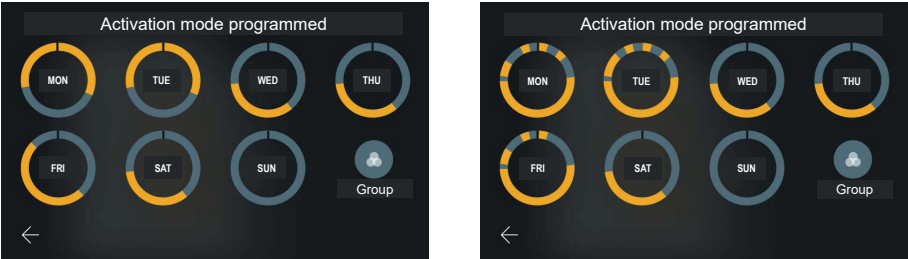 Activation mode programmed
MON
TUE
WED
THU
FRI
SAT
SUN
Group
Activation mode programmed
MON
TUE
WED
THU
FRI
SAT
SUN
Group